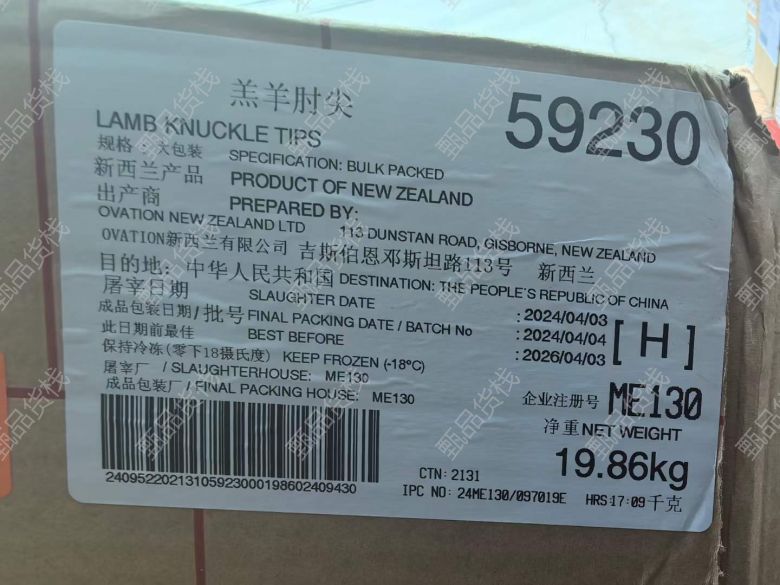 羔羊肘尖
59230
LAMB KNUCKLE TIPS
规格 大包装 SPECIFICATION: BULK PACKED
新西兰产品 PRODUCT OF NEW ZEALAND
出产商 PREPARED BY:
OVATION NEW ZEALAND LTD 113 DUNSTAN ROAD, GISBORNE, NEW ZEALAND
OVATION新西兰有限公司 吉斯伯恩邓斯坦路113号 新西兰
目的地: 中华人民共和国 DESTINATION: THE PEOPLE'S REPUBLIC OF CHINA
屠宰日期 SLAUGHTER DATE : 2024/04/03
成品包装日期/批号 FINAL PACKING DATE / BATCH No : 2024/04/04
此日期前最佳 BEST BEFORE : 2026/04/03
[ H ]
保持冷冻(零下18摄氏度) KEEP FROZEN (-18°C)
屠宰厂 / SLAUGHTERHOUSE: ME130
成品包装厂 / FINAL PACKING HOUSE: ME130
企业注册号 ME130
净重 NET WEIGHT
19.86kg
CTN: 2131
2409522021310592300019860240943​0
IPC NO: 24ME130/097019E HRS:17:09 千克
甄品货栈